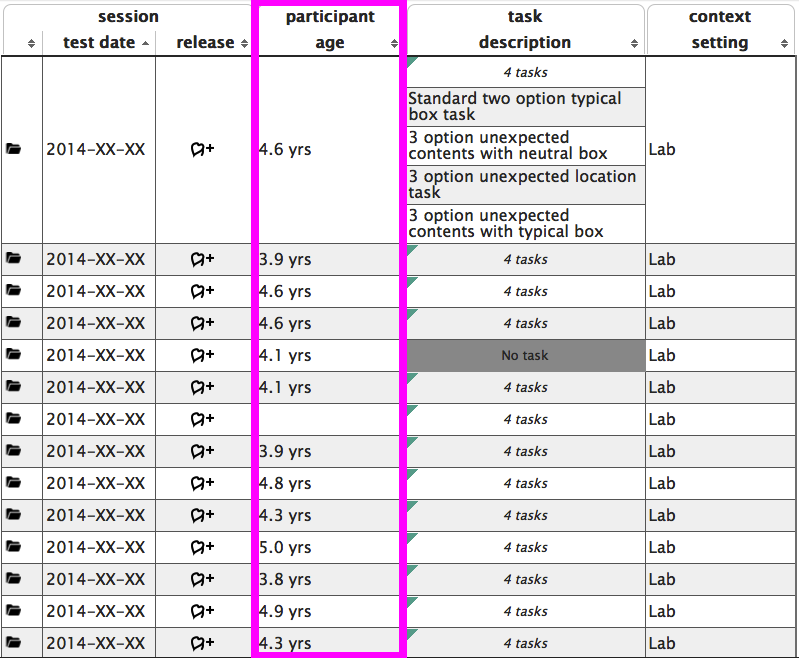 session participant task context
test date release age description setting
4 tasks
Standard two option typical
box task
3 option unexpected
contents with neutral box
2014-XX-XX + 4.6 yrs Lab
3 option unexpected location
task
3 option unexpected
contents with typical box
2014-XX-XX + 3.9 yrs 4 tasks Lab
2014-XX-XX + 4.6 yrs 4 tasks Lab
2014-XX-XX + 4.6 yrs 4 tasks Lab
2014-XX-XX + 4.1 yrs No task Lab
2014-XX-XX + 4.1 yrs 4 tasks Lab
2014-XX-XX + 4 tasks Lab
2014-XX-XX + 3.9 yrs 4 tasks Lab
2014-XX-XX + 4.8 yrs 4 tasks Lab
2014-XX-XX + 4.3 yrs 4 tasks Lab
2014-XX-XX + 5.0 yrs 4 tasks Lab
2014-XX-XX + 3.8 yrs 4 tasks Lab
2014-XX-XX + 4.9 yrs 4 tasks Lab
2014-XX-XX + 4.3 yrs 4 tasks Lab